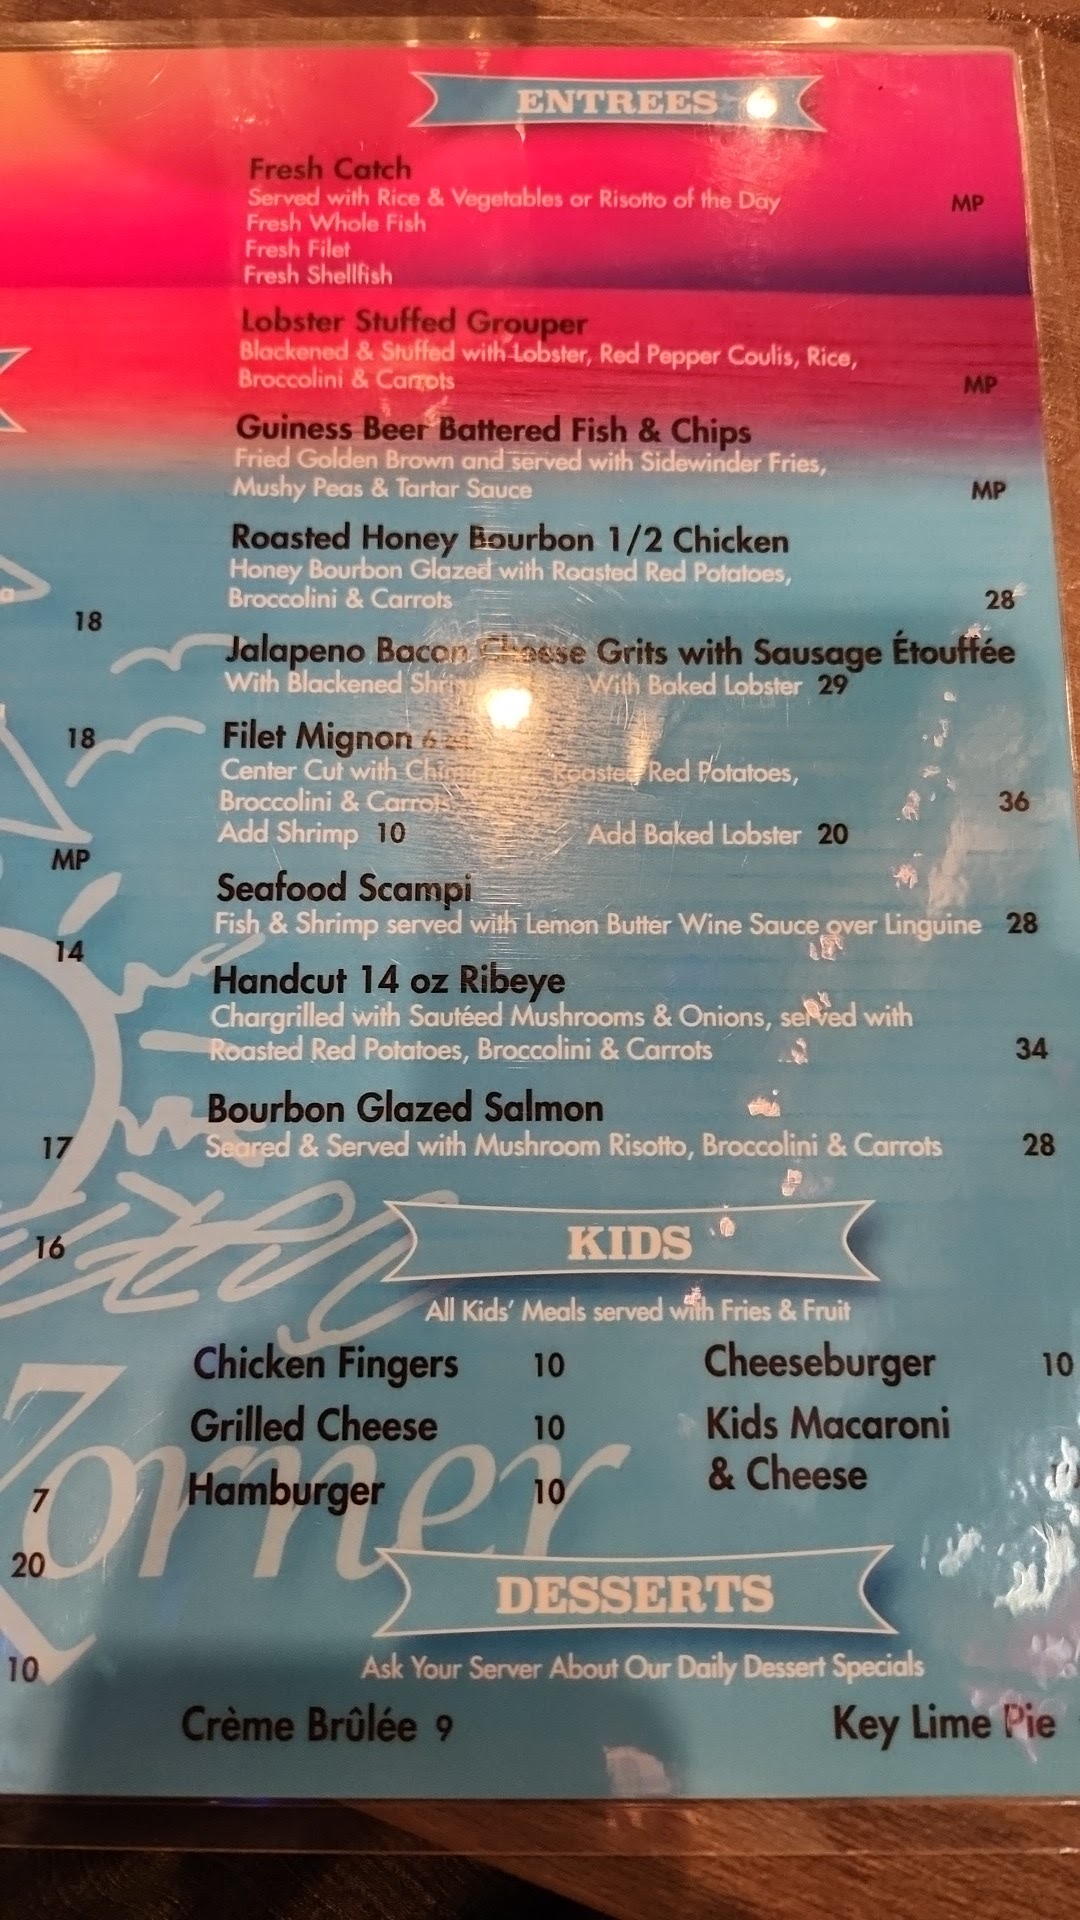 ENTREES
Fresh Catch
Served with Rice & Vegetables or Risotto of the Day MP
Fresh Whole Fish
Fresh Filet
Fresh Shellfish
Lobster Stuffed Grouper
Blackened & Stuffed with Lobster, Red Pepper Coulis, Rice,
Broccolini & Carrots MP
Guiness Beer Battered Fish & Chips
Fried Golden Brown and served with Sidewinder Fries,
Mushy Peas & Tartar Sauce MP
Roasted Honey Bourbon 1/2 Chicken
Honey Bourbon Glazed with Roasted Red Potatoes,
Broccolini & Carrots 28
18
Jalapeno Bacon Cheese Grits with Sausage Étouffée
With Blackened With Baked Lobster 29
18 Filet Mignon
Center Cut with Roasted Red Potatoes,
Broccolini & Carrots 36
Add Shrimp 10 Add Baked Lobster 20
MP
Seafood Scampi
Fish & Shrimp served with Lemon Butter Wine Sauce over Linguine 28
14
Handcut 14 oz Ribeye
Chargrilled with Sautéed Mushrooms & Onions, served with
Roasted Red Potatoes, Broccolini & Carrots 34
Bourbon Glazed Salmon
17 Seared & Served with Mushroom Risotto, Broccolini & Carrots 28
16 KIDS
All Kids' Meals served with Fries & Fruit
Chicken Fingers 10 Cheeseburger 10
Grilled Cheese 10 Kids Macaroni
& Cheese
7 Hamburger 10
20
Korner
DESSERTS
10 Ask Your Server About Our Daily Dessert Specials
Crème Brûlée 9 Key Lime Pie